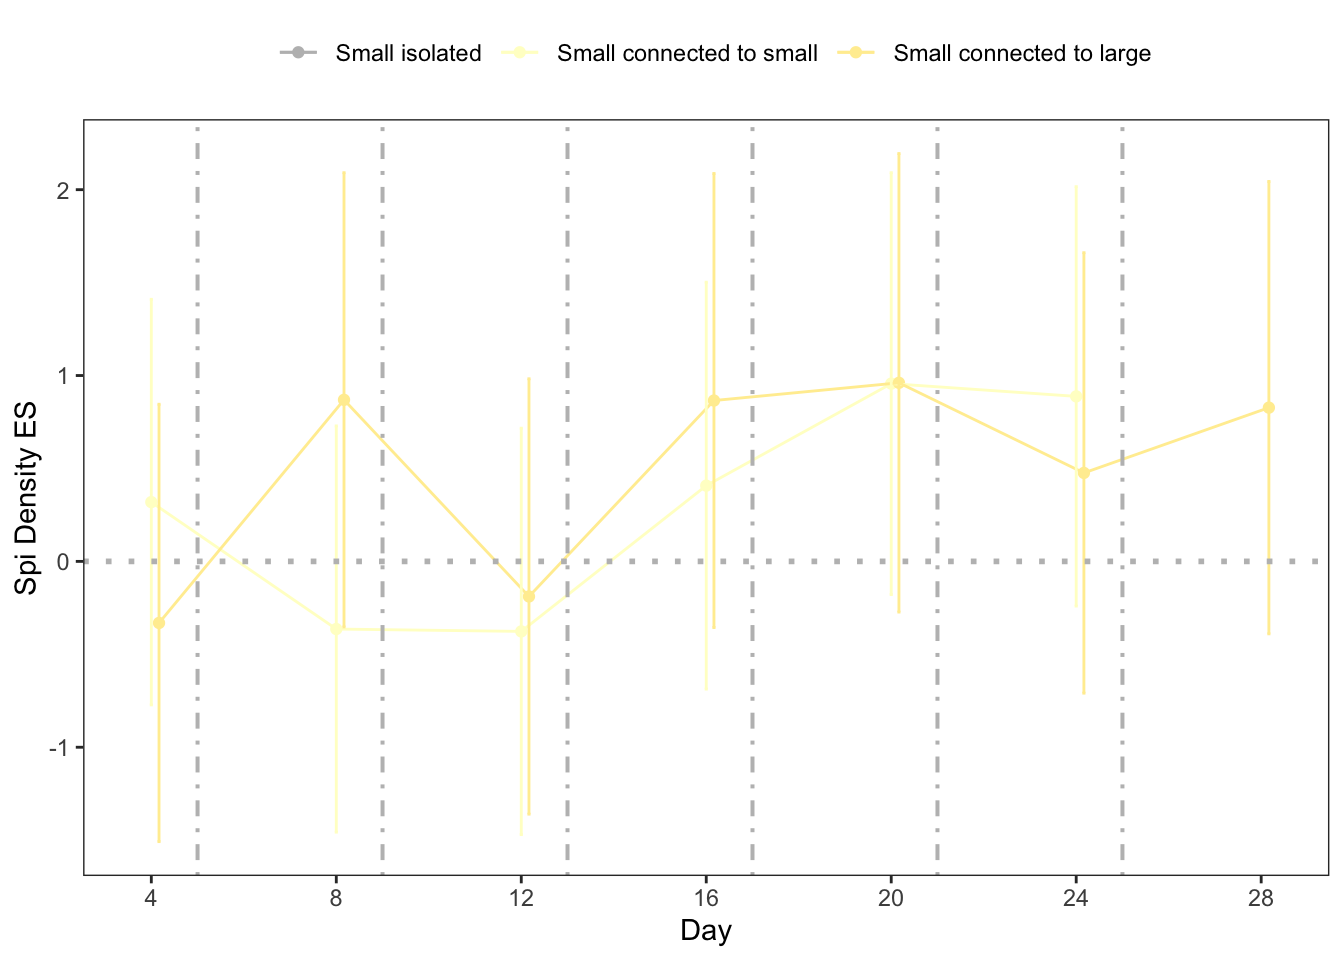 Small isolated Small connected to small Small connected to large
Spi Density ES
2
1
0
-1
4 8 12 16 20 24 28
Day